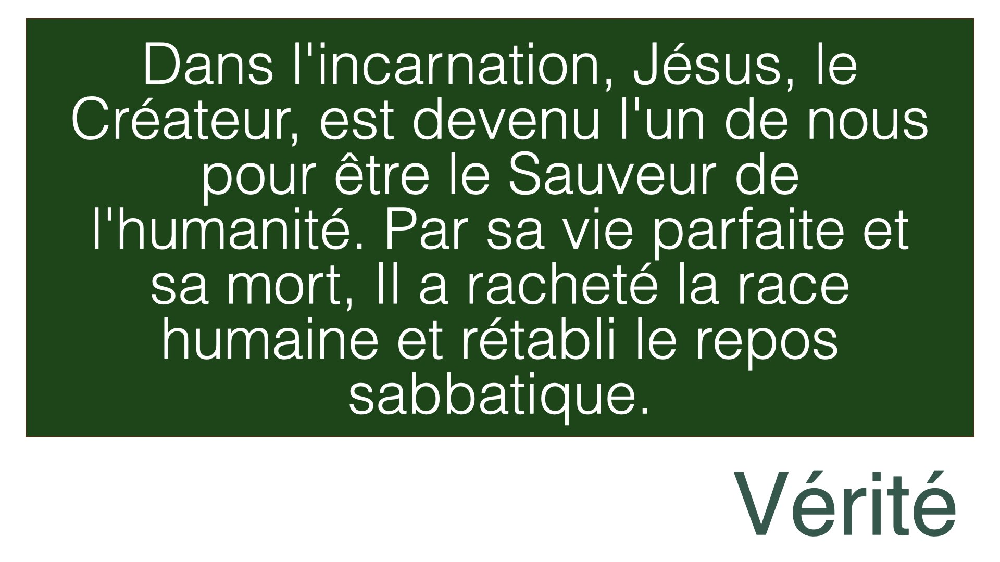 Dans l'incarnation, Jésus, le
Créateur, est devenu l'un de nous
pour être le Sauveur de
l'humanité. Par sa vie parfaite et
sa mort, Il a racheté la race
humaine et rétabli le repos
sabbatique.
Vérité